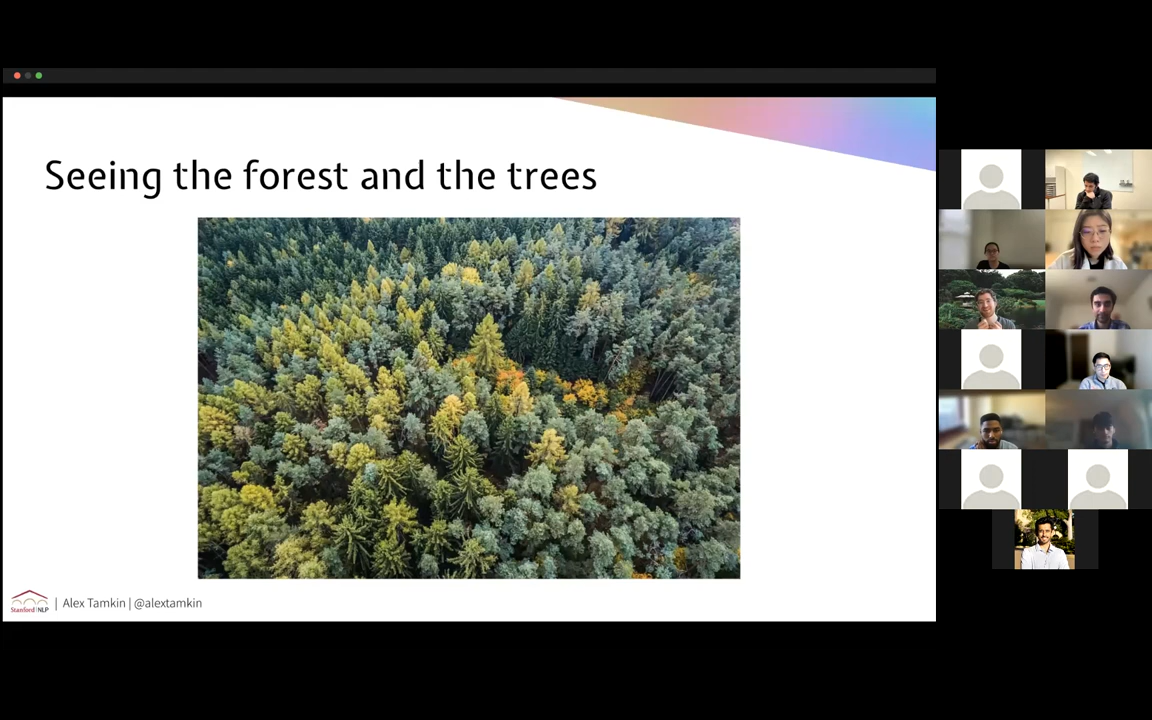 Seeing the forest and the trees
Stanford NLP | Alex Tamkin | @alextamkin